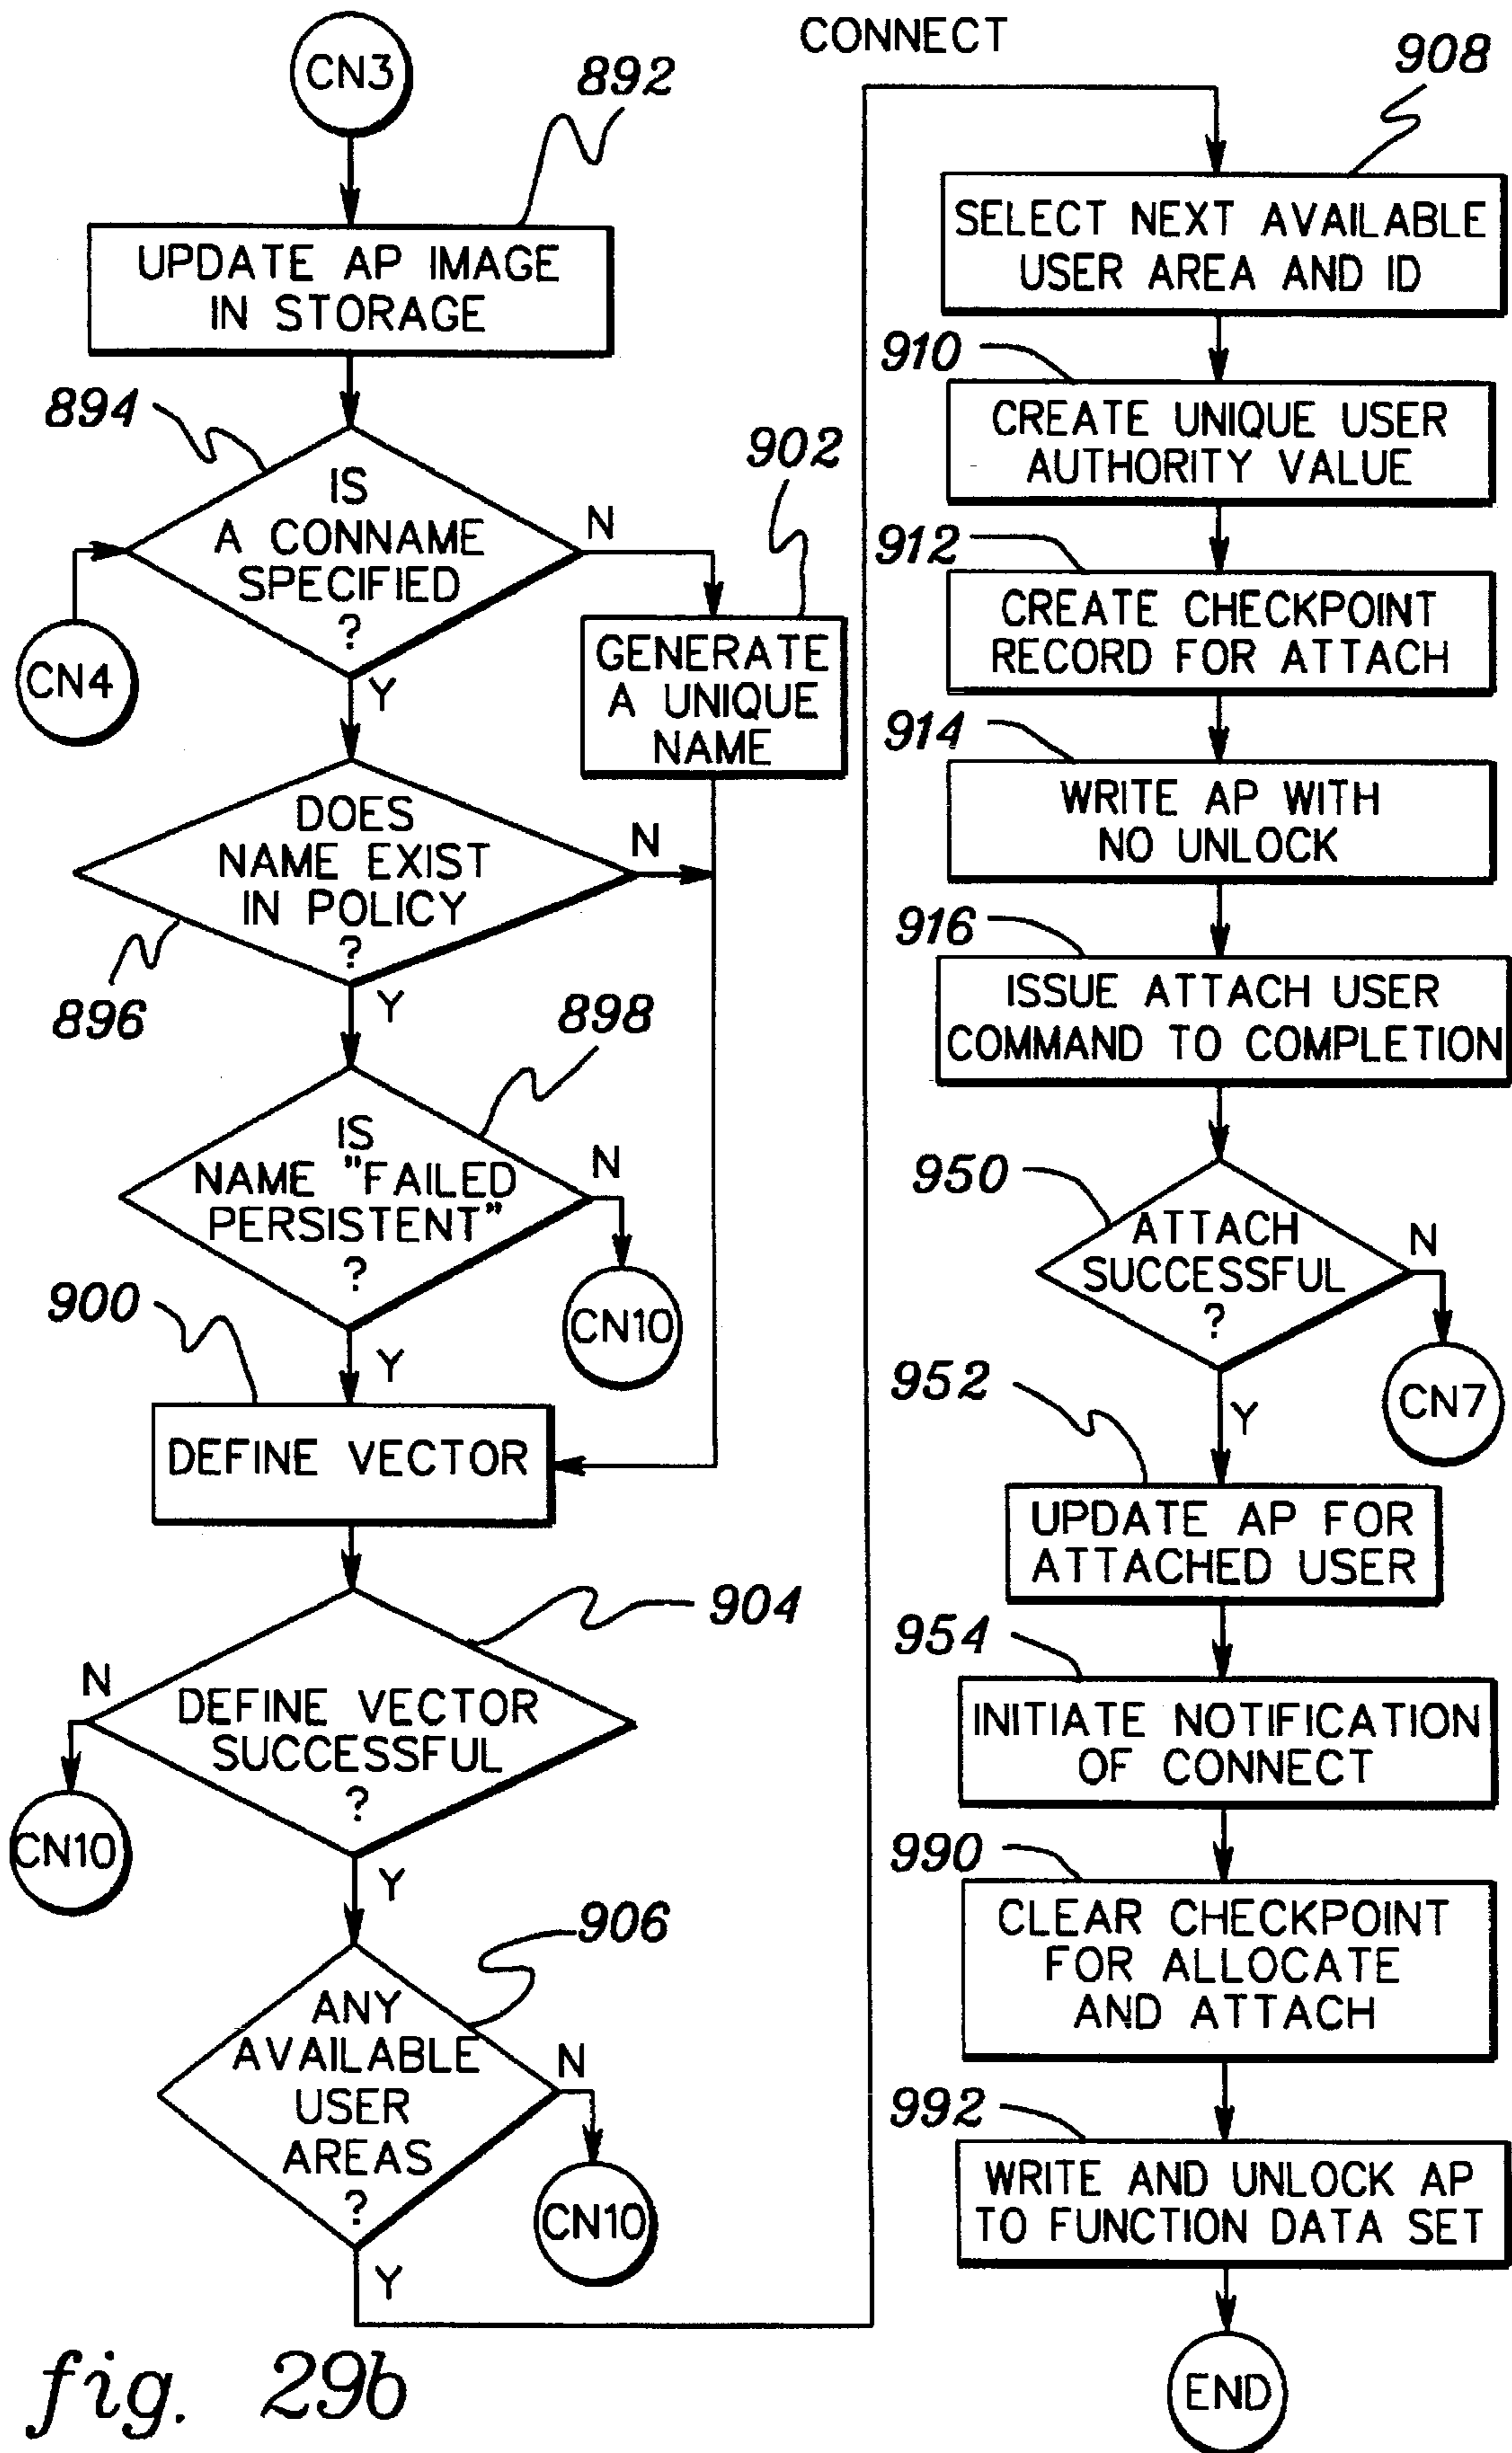 CONNECT
CN3
892
UPDATE AP IMAGE
IN STORAGE
894
IS
A CONNAME
SPECIFIED
?
N
Y
CN4
902
GENERATE
A UNIQUE
NAME
DOES
NAME EXIST
IN POLICY
?
N
Y
896
898
IS
NAME "FAILED
PERSISTENT"
?
N
Y
CN10
900
DEFINE VECTOR
904
DEFINE VECTOR
SUCCESSFUL
?
N
Y
CN10
906
ANY
AVAILABLE
USER
AREAS
?
N
Y
CN10
908
SELECT NEXT AVAILABLE
USER AREA AND ID
910
CREATE UNIQUE USER
AUTHORITY VALUE
912
CREATE CHECKPOINT
RECORD FOR ATTACH
914
WRITE AP WITH
NO UNLOCK
916
ISSUE ATTACH USER
COMMAND TO COMPLETION
950
ATTACH
SUCCESSFUL
?
N
Y
CN7
952
UPDATE AP FOR
ATTACHED USER
954
INITIATE NOTIFICATION
OF CONNECT
990
CLEAR CHECKPOINT
FOR ALLOCATE
AND ATTACH
992
WRITE AND UNLOCK AP
TO FUNCTION DATA SET
END
fig. 29b